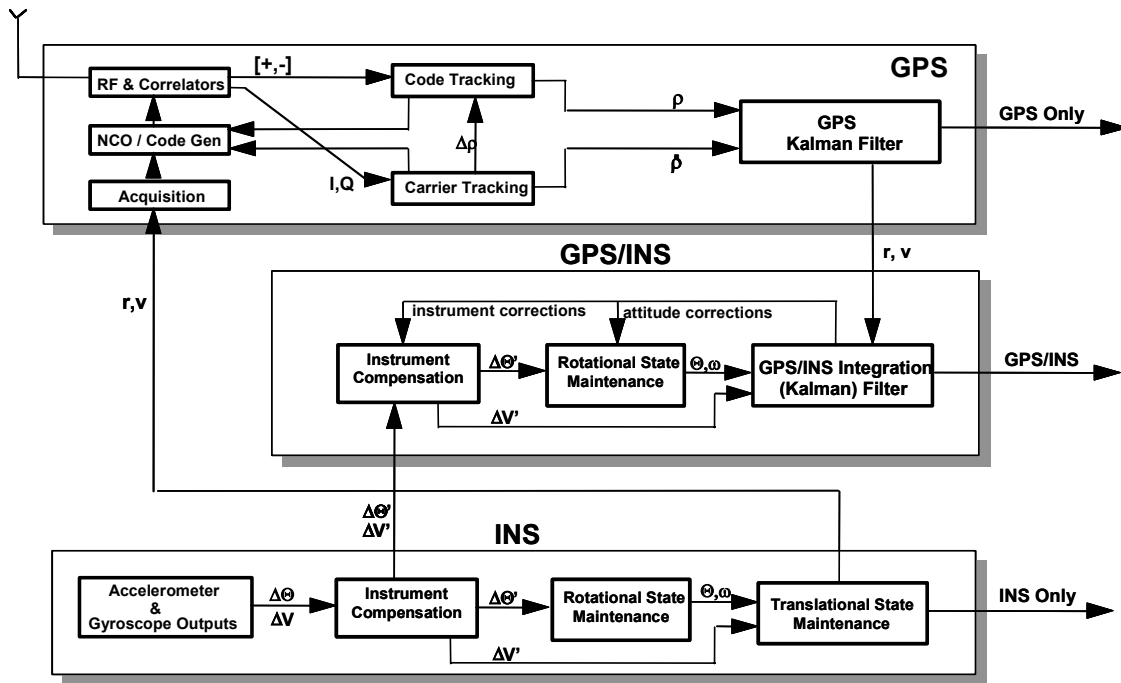 GPS
[+,-]
RF & Correlators
Code Tracking
ρ
GPS
Kalman Filter
GPS Only
NCO / Code Gen
Δρ
ρ̇
I,Q
Acquisition
Carrier Tracking
r, v
GPS/INS
r,v
instrument corrections
attitude corrections
Instrument
Compensation
ΔΘ'
Rotational State
Maintenance
Θ,ω
GPS/INS Integration
(Kalman) Filter
GPS/INS
ΔV'
ΔΘ'
ΔV'
INS
Accelerometer
&
Gyroscope Outputs
ΔΘ
ΔV
Instrument
Compensation
ΔΘ'
Rotational State
Maintenance
Θ,ω
Translational State
Maintenance
INS Only
ΔV'